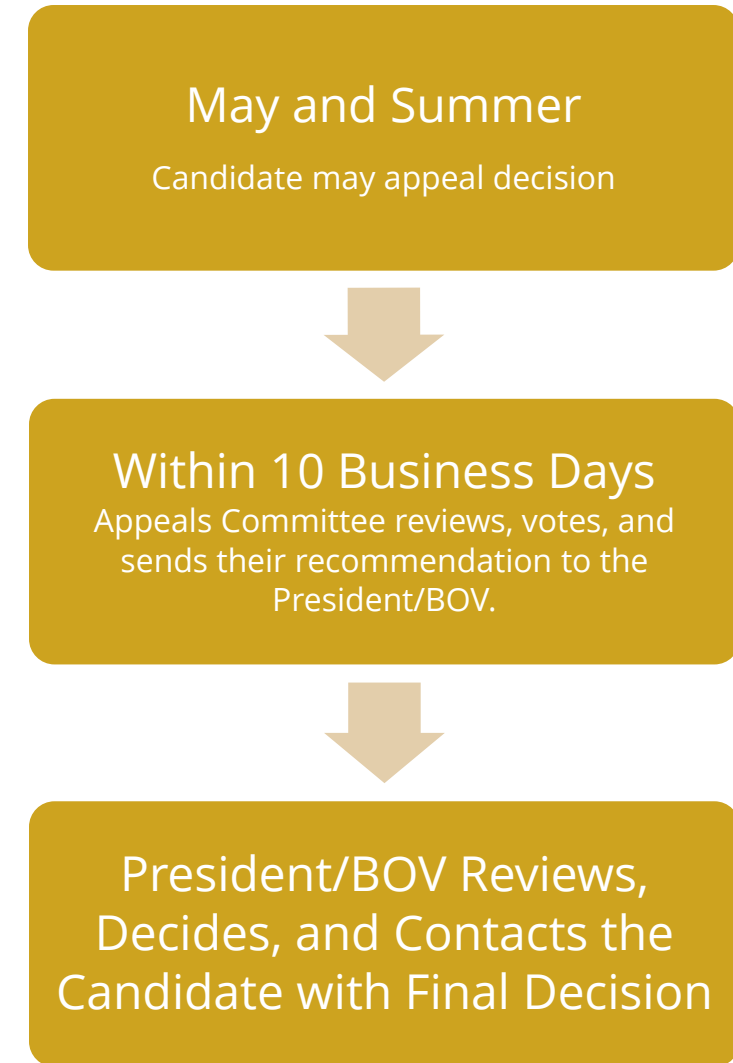 May and Summer
Candidate may appeal decision
Within 10 Business Days
Appeals Committee reviews, votes, and
sends their recommendation to the
President/BOV.
President/BOV Reviews,
Decides, and Contacts the
Candidate with Final Decision